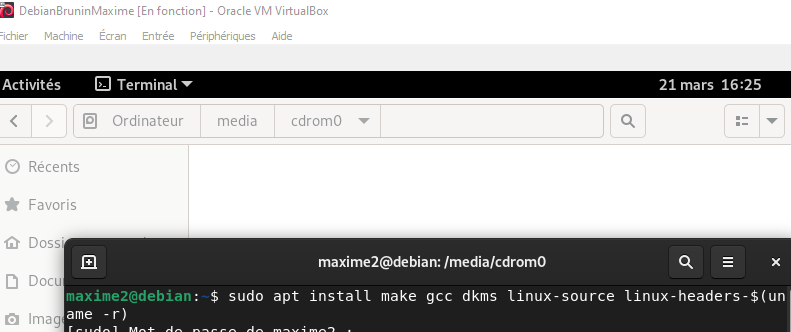 DebianBruninMaxime [En fonction] - Oracle VM VirtualBox
Fichier Machine Écran Entrée Périphériques Aide
Activités Terminal 21 mars 16:25
Ordinateur media cdrom0
Récents
Favoris
Dossi
Docu
Imag
maxime2@debian: /media/cdrom0
maxime2@debian:~$ sudo apt install make gcc dkms linux-source linux-headers-$(un
ame -r)
[sudo] Mot de passe de maxime2 :